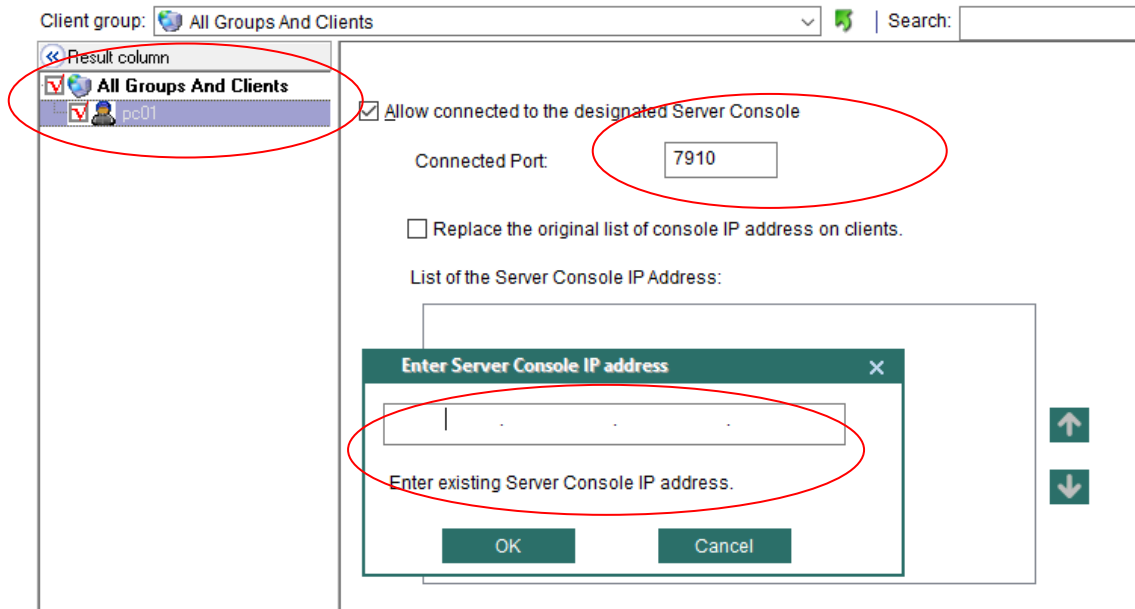 Client group: All Groups And Clients Search:
Result column
All Groups And Clients
pc01
Allow connected to the designated Server Console
Connected Port: 7910
Replace the original list of console IP address on clients.
List of the Server Console IP Address:
Enter Server Console IP address
. . .
Enter existing Server Console IP address.
OK Cancel